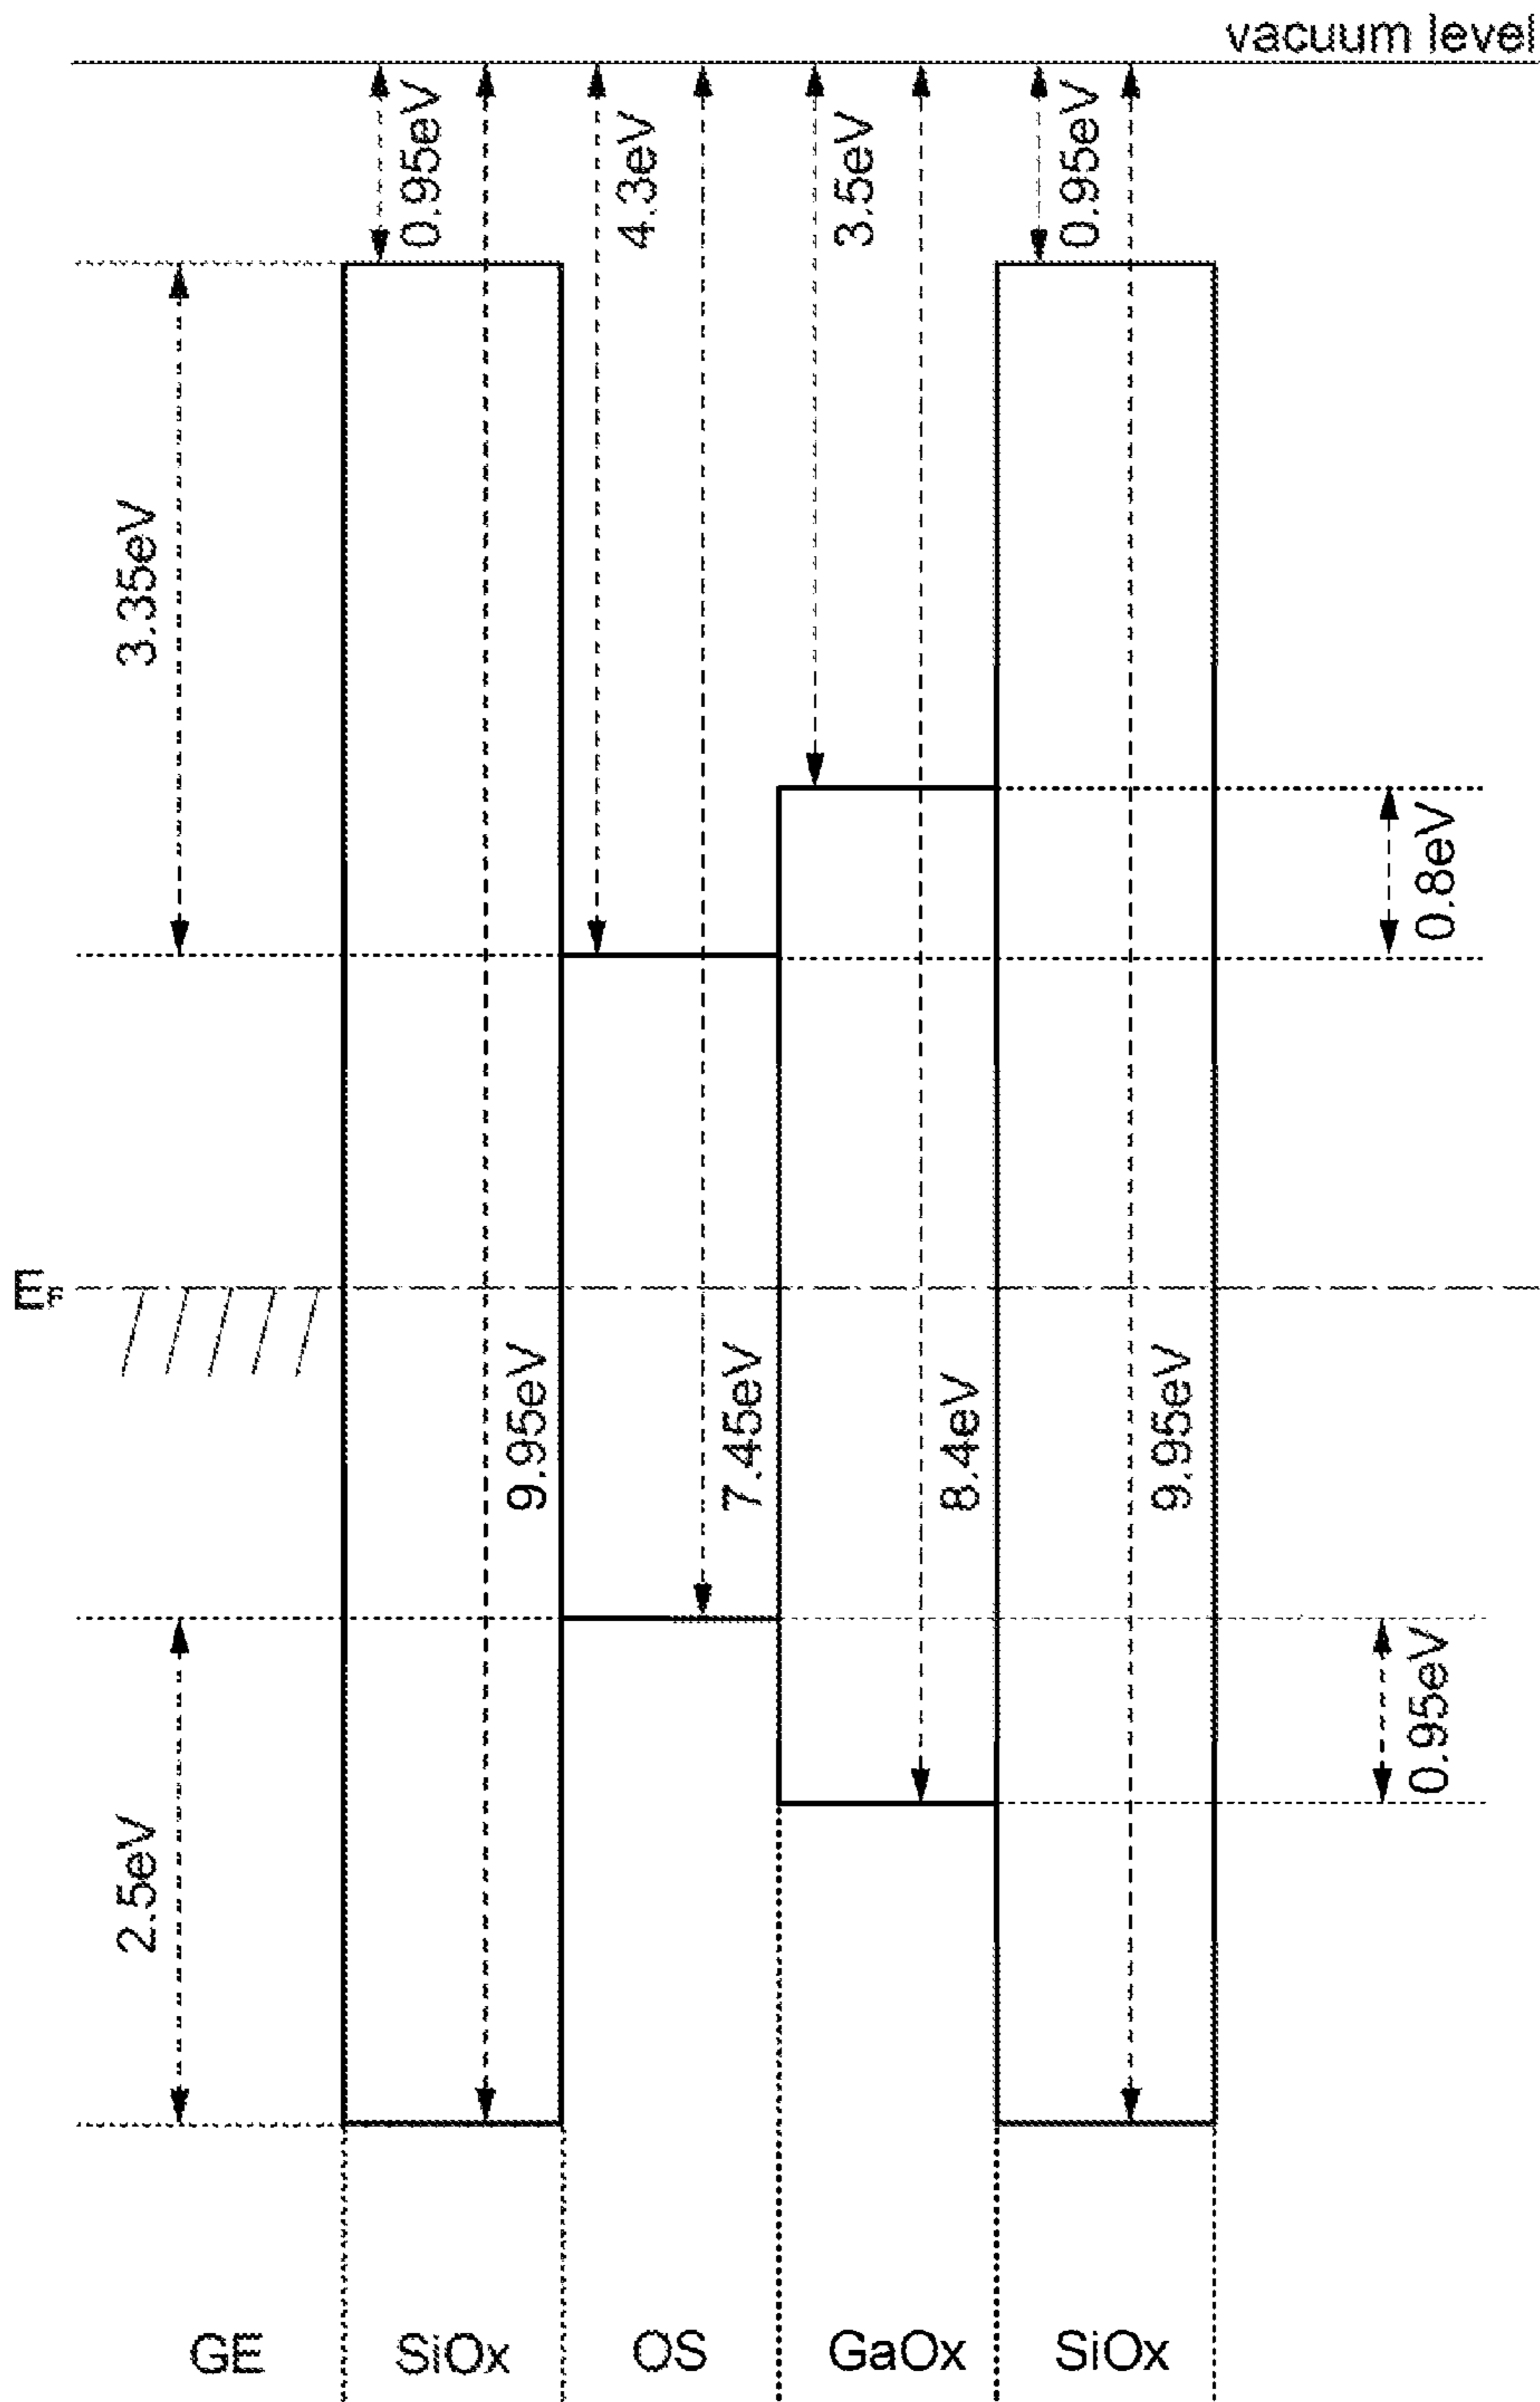 vacuum level
0.95eV
4.3eV
3.5eV
0.95eV
3.35eV
0.8eV
EF
9.95eV
7.45eV
8.4eV
9.95eV
2.5eV
0.95eV
GE
SiOx
OS
GaOx
SiOx